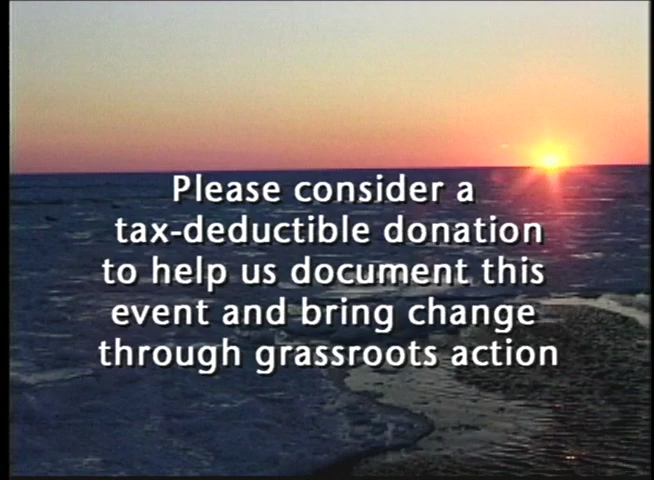 Please consider a
tax-deductible donation
to help us document this
event and bring change
through grassroots action